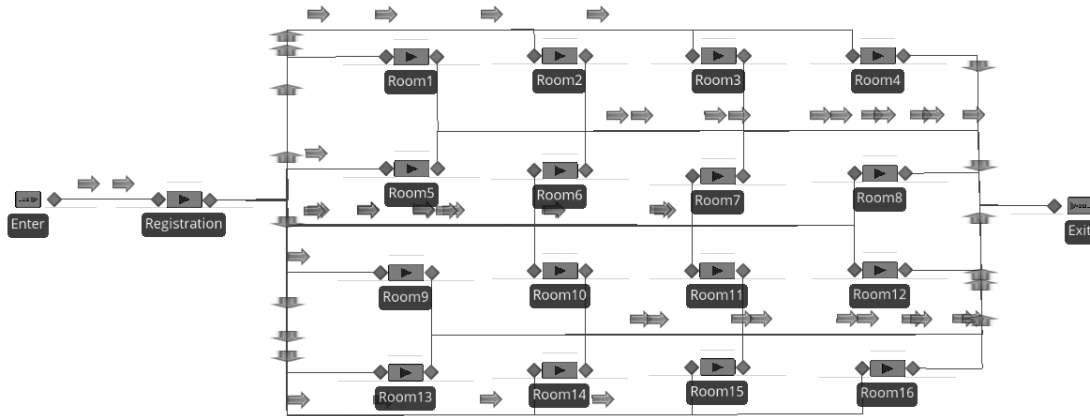 Room1
Room2
Room3
Room4
Room5
Room6
Room7
Room8
Enter
Registration
Exit
Room9
Room10
Room11
Room12
Room13
Room14
Room15
Room16